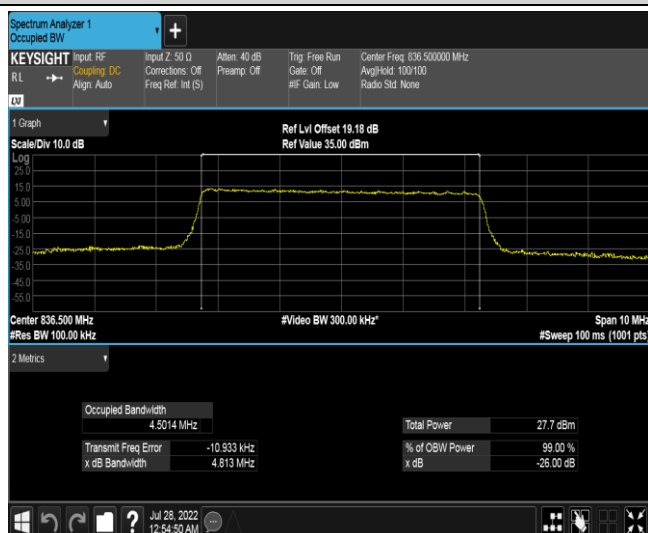 Spectrum Analyzer 1
Occupied BW
+
KEYSIGHT
RL
LXI
Input: RF
Coupling: DC
Align: Auto
Input Z: 50 Ω
Corrections: Off
Freq Ref: Int (S)
Atten: 40 dB
Preamp: Off
Trig: Free Run
Gate: Off
#IF Gain: Low
Center Freq: 836.500000 MHz
Avg|Hold: 100/100
Radio Std: None
1 Graph
Scale/Div 10.0 dB
Ref Lvl Offset 19.18 dB
Ref Value 35.00 dBm
Log
25.0
15.0
5.00
-5.00
-15.0
-25.0
-35.0
-45.0
-55.0
Center 836.500 MHz
#Res BW 100.00 kHz
#Video BW 300.00 kHz*
Span 10 MHz
#Sweep 100 ms (1001 pts)
2 Metrics
Occupied Bandwidth
4.5014 MHz
Transmit Freq Error -10.933 kHz
x dB Bandwidth 4.813 MHz
Total Power 27.7 dBm
% of OBW Power 99.00 %
x dB -26.00 dB
?
Jul 28, 2022
12:54:50 AM